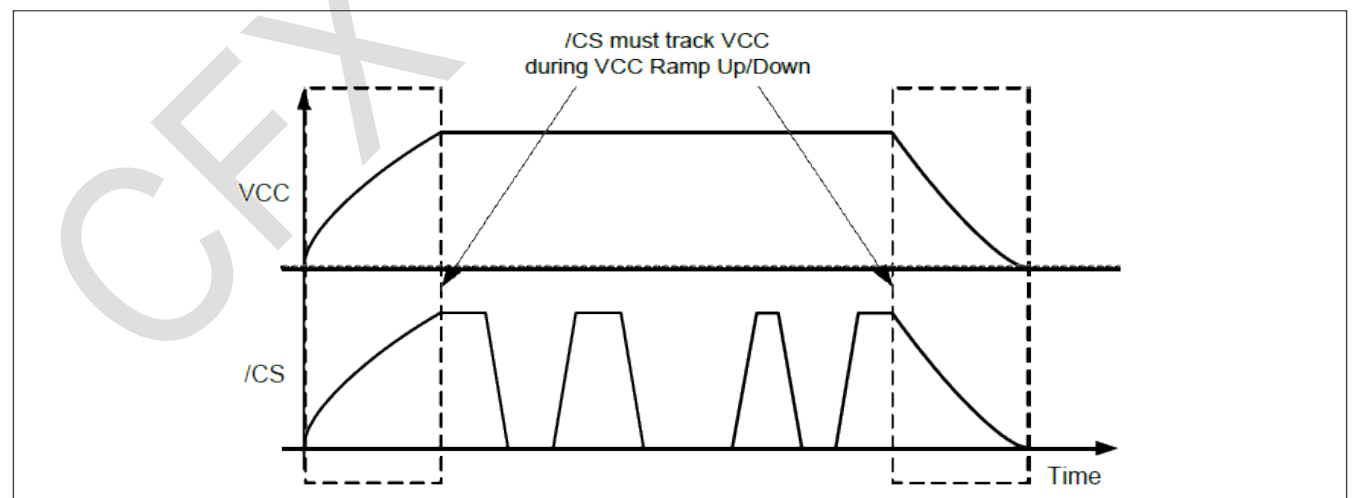 /CS must track VCC
during VCC Ramp Up/Down
VCC
/CS
Time
CFX